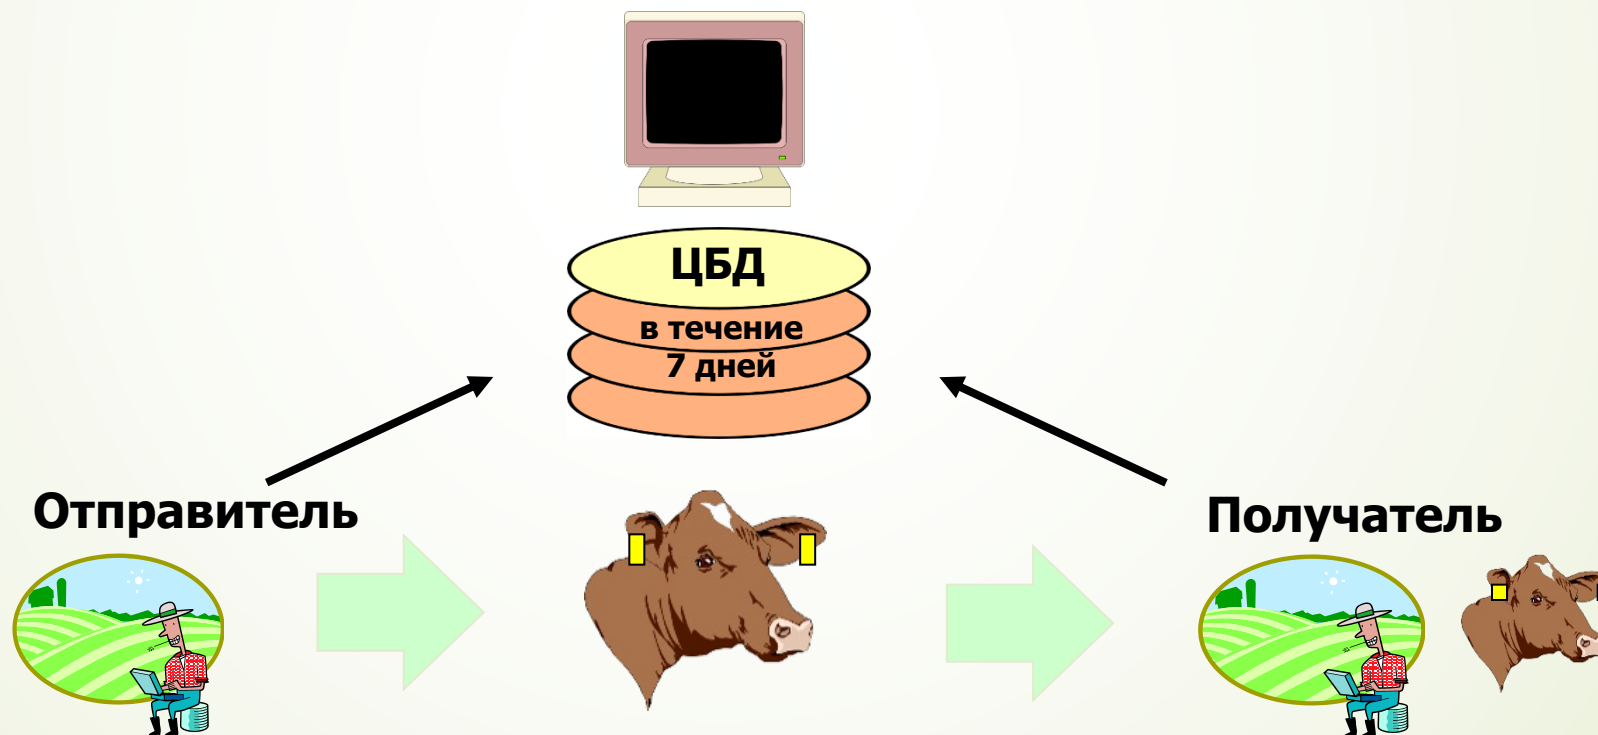 ЦБД
в течение
7 дней
Отправитель
Получатель